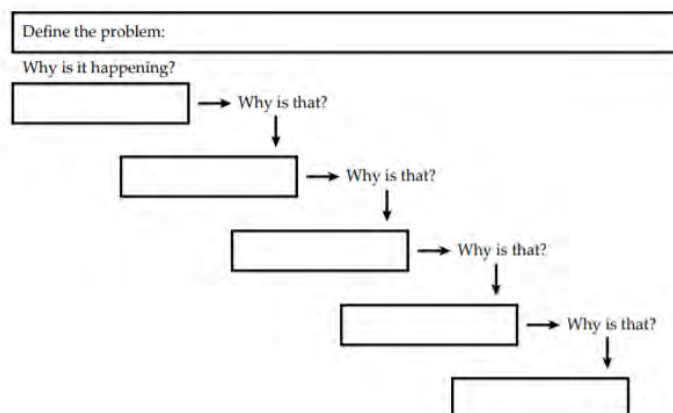 Define the problem:
Why is it happening?
Why is that?
Why is that?
Why is that?
Why is that?